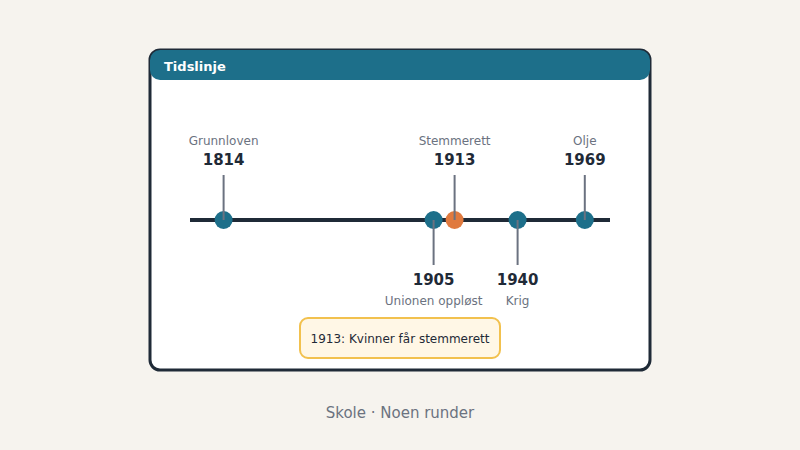 Tidslinje
Grunnloven
1814
Stemmerett
1913
Olje
1969
1905
Unionen oppløst
1940
Krig
1913: Kvinner får stemmerett
Skole · Noen runder